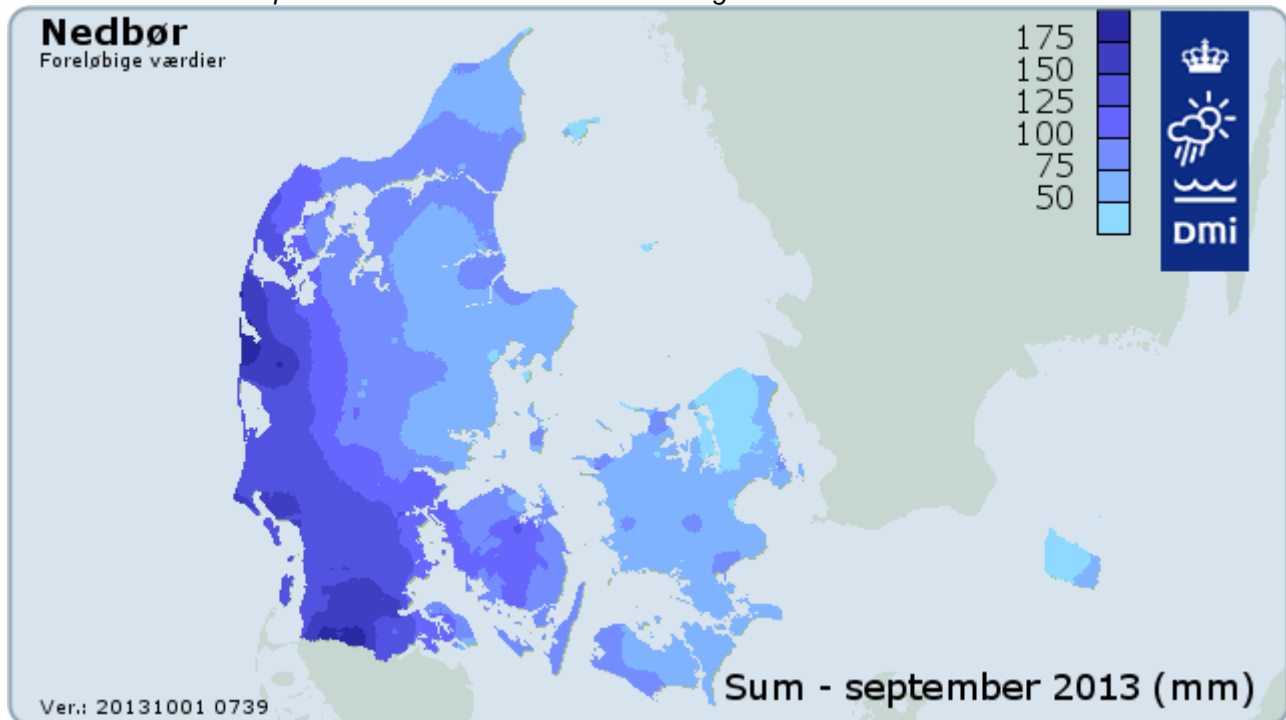 Nedbør
Foreløbige værdier
175
150
125
100
75
50
DMI
Sum - september 2013 (mm)
Ver.: 20131001 0739